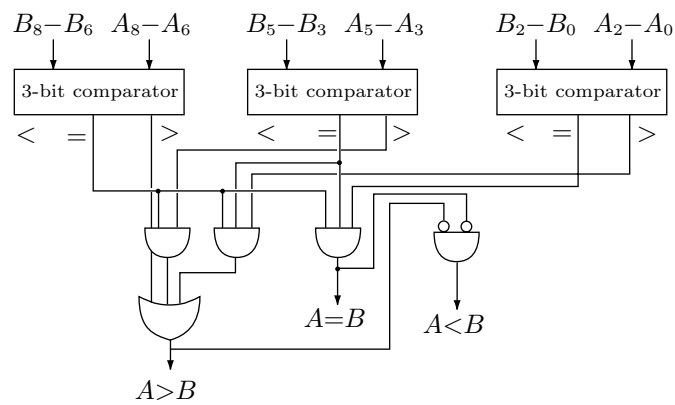 B₈−B₆ A₈−A₆ B₅−B₃ A₅−A₃ B₂−B₀ A₂−A₀
3-bit comparator 3-bit comparator 3-bit comparator
< = > < = > < = >
A=B
A<B
A>B